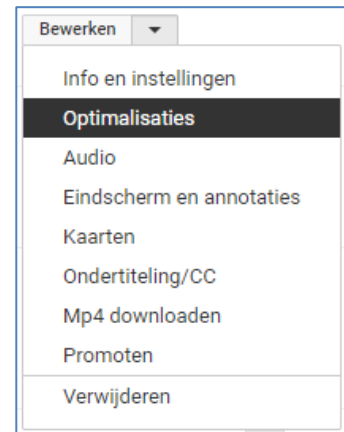 Bewerken
Info en instellingen
Optimalisaties
Audio
Eindscherm en annotaties
Kaarten
Ondertiteling/CC
Mp4 downloaden
Promoten
Verwijderen